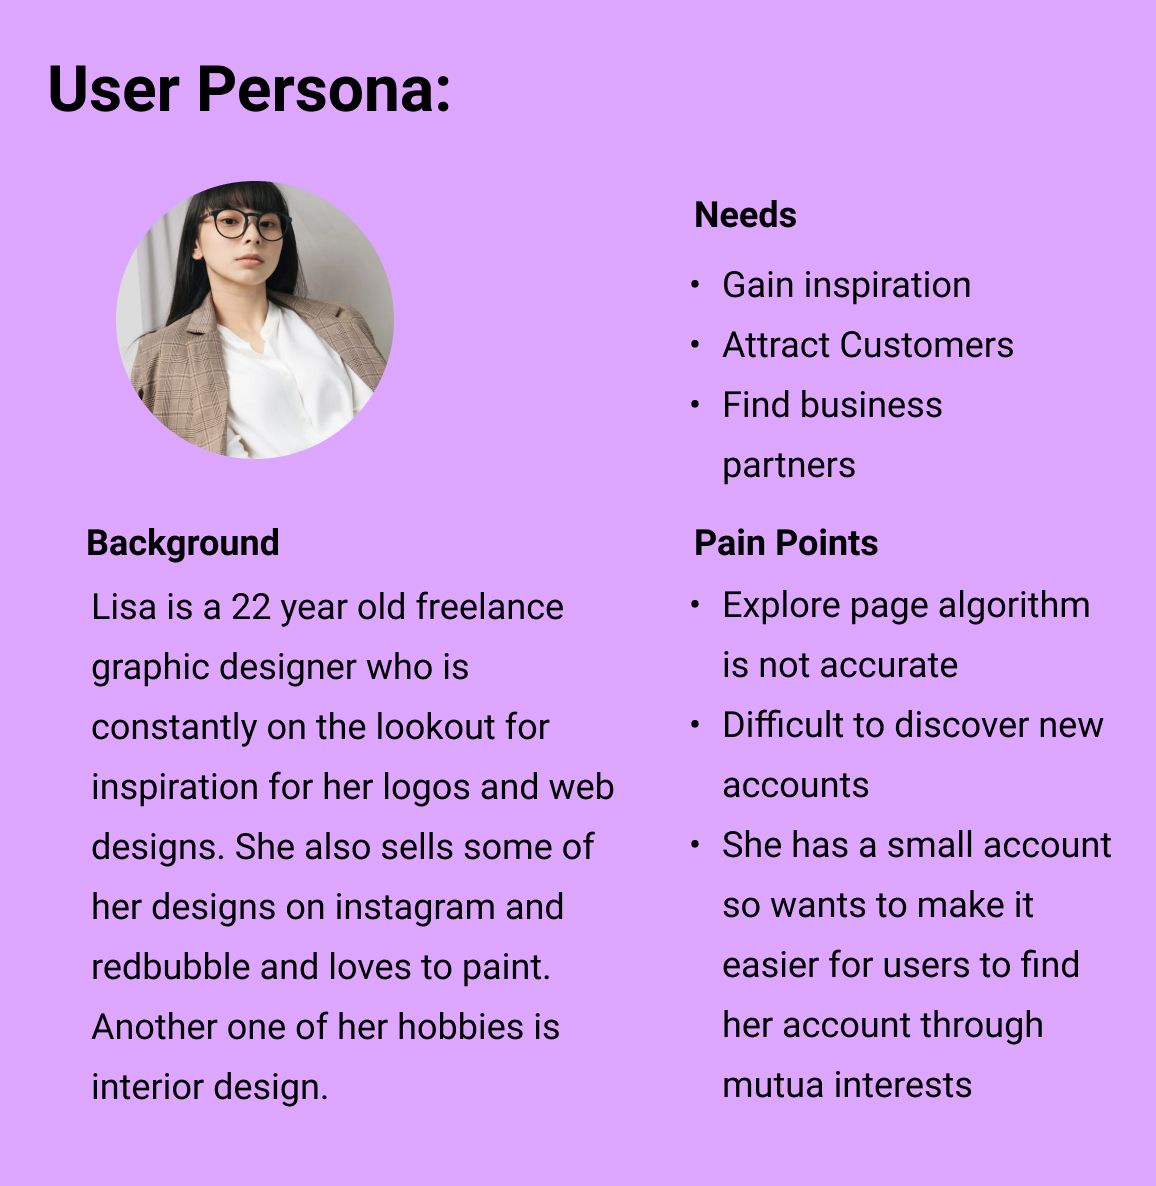 User Persona:
Needs
• Gain inspiration
• Attract Customers
• Find business
partners
Background
Lisa is a 22 year old freelance
graphic designer who is
constantly on the lookout for
inspiration for her logos and web
designs. She also sells some of
her designs on instagram and
redbubble and loves to paint.
Another one of her hobbies is
interior design.
Pain Points
• Explore page algorithm
is not accurate
• Difficult to discover new
accounts
• She has a small account
so wants to make it
easier for users to find
her account through
mutua interests